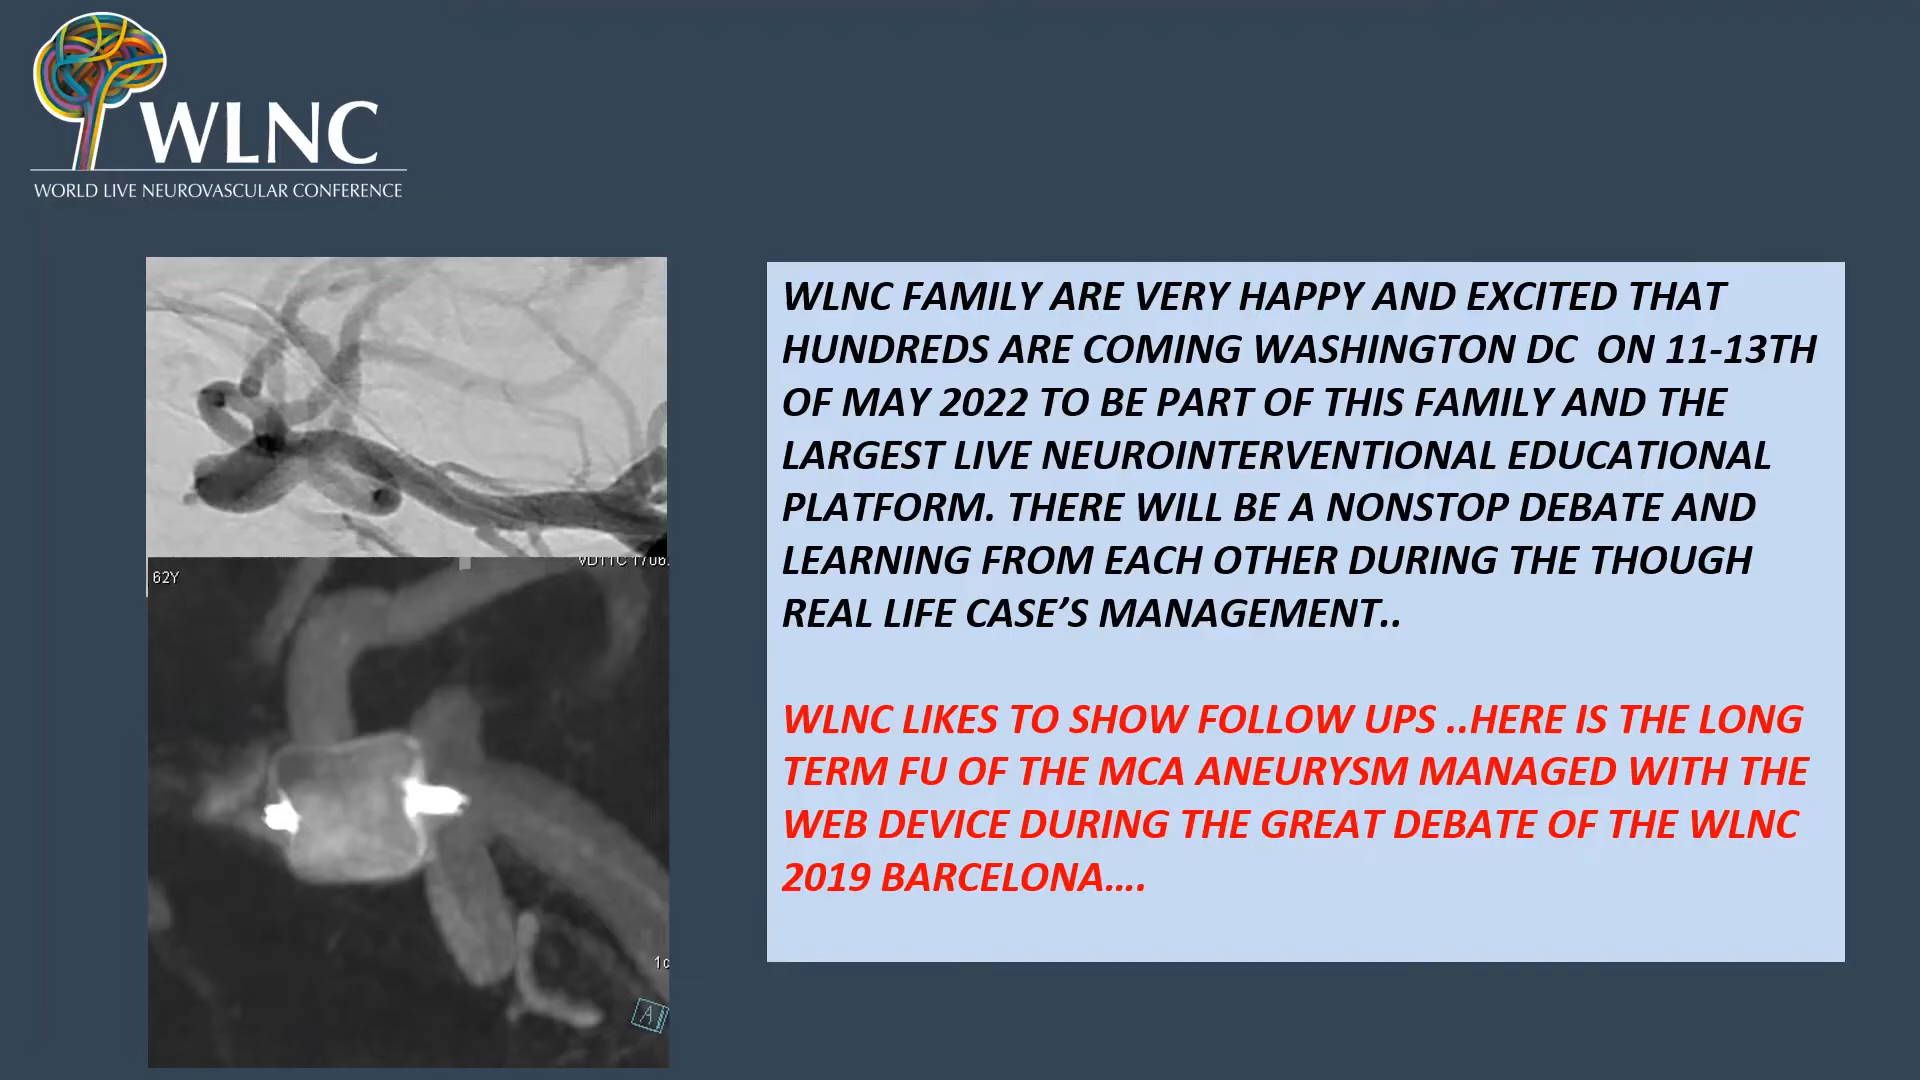 WLNC
WORLD LIVE NEUROVASCULAR CONFERENCE
WLNC FAMILY ARE VERY HAPPY AND EXCITED THAT
HUNDREDS ARE COMING WASHINGTON DC ON 11-13TH
OF MAY 2022 TO BE PART OF THIS FAMILY AND THE
LARGEST LIVE NEUROINTERVENTIONAL EDUCATIONAL
PLATFORM. THERE WILL BE A NONSTOP DEBATE AND
LEARNING FROM EACH OTHER DURING THE THOUGH
REAL LIFE CASE’S MANAGEMENT..
WLNC LIKES TO SHOW FOLLOW UPS ..HERE IS THE LONG
TERM FU OF THE MCA ANEURYSM MANAGED WITH THE
WEB DEVICE DURING THE GREAT DEBATE OF THE WLNC
2019 BARCELONA....
62Y